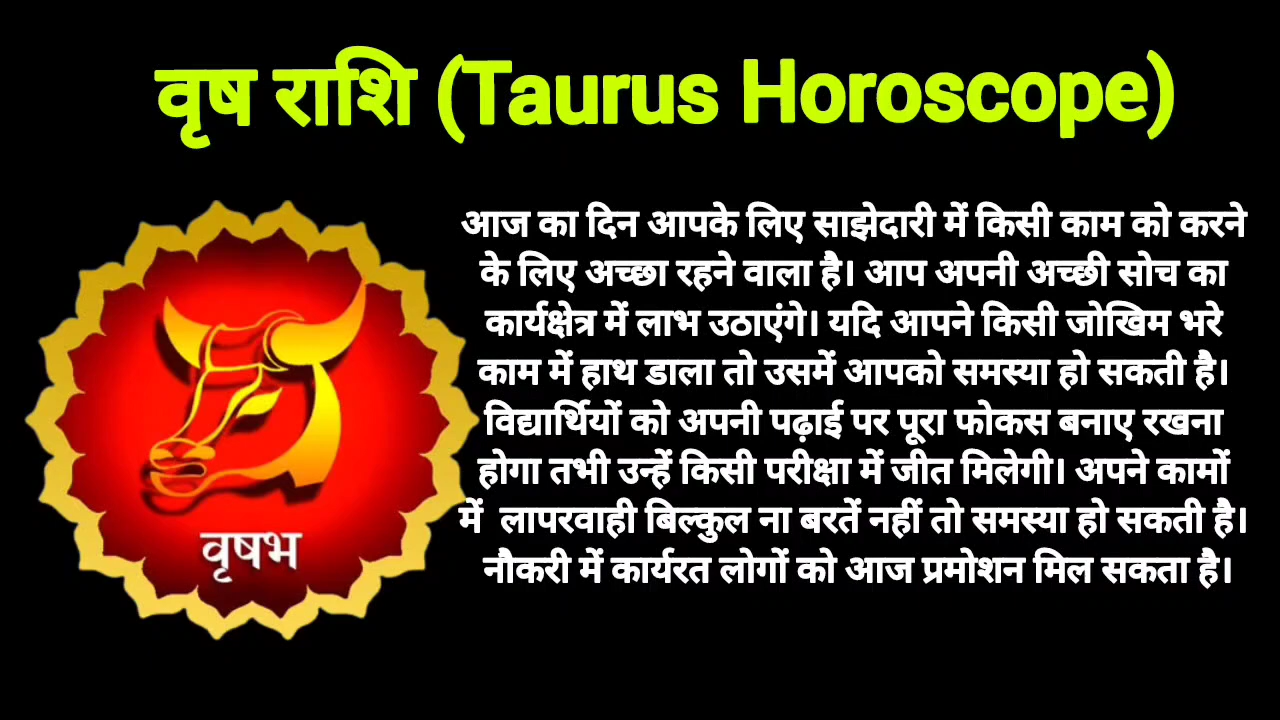 वृष राशि (Taurus Horoscope)
आज का दिन आपके लिए साझेदारी में किसी काम को करने
के लिए अच्छा रहने वाला है। आप अपनी अच्छी सोच का
कार्यक्षेत्र में लाभ उठाएंगे। यदि आपने किसी जोखिम भरे
काम में हाथ डाला तो उसमें आपको समस्या हो सकती है।
विद्यार्थियों को अपनी पढ़ाई पर पूरा फोकस बनाए रखना
होगा तभी उन्हें किसी परीक्षा में जीत मिलेगी। अपने कामों
में  लापरवाही बिल्कुल ना बरतें नहीं तो समस्या हो सकती है।
नौकरी में कार्यरत लोगों को आज प्रमोशन मिल सकता है।
वृषभ